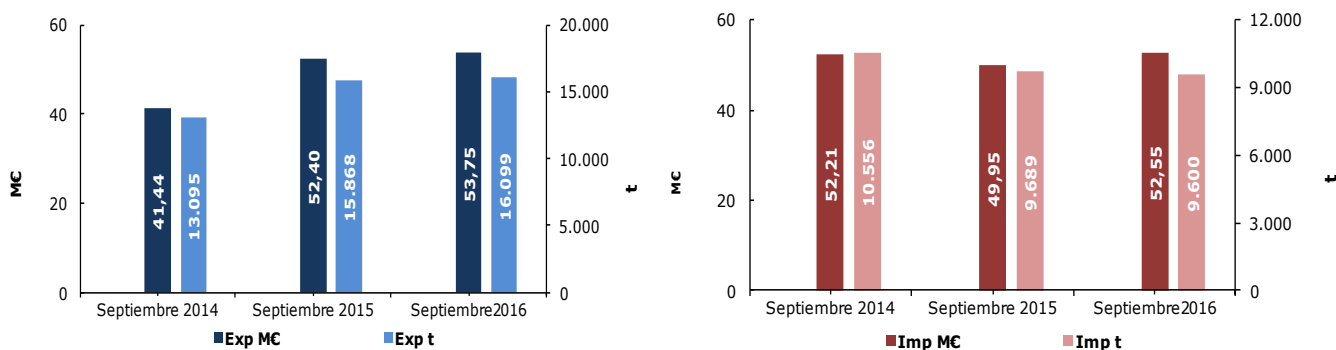 60
40
20
0
M€
41,44
13.095
52,40
15.868
53,75
16.099
20.000
15.000
10.000
5.000
0
t
Septiembre 2014
Septiembre 2015
Septiembre2016
Exp M€
Exp t
60
40
20
0
M€
52,21
10.556
49,95
9.689
52,55
9.600
12.000
9.000
6.000
3.000
0
t
Septiembre 2014
Septiembre 2015
Septiembre2016
Imp M€
Imp t